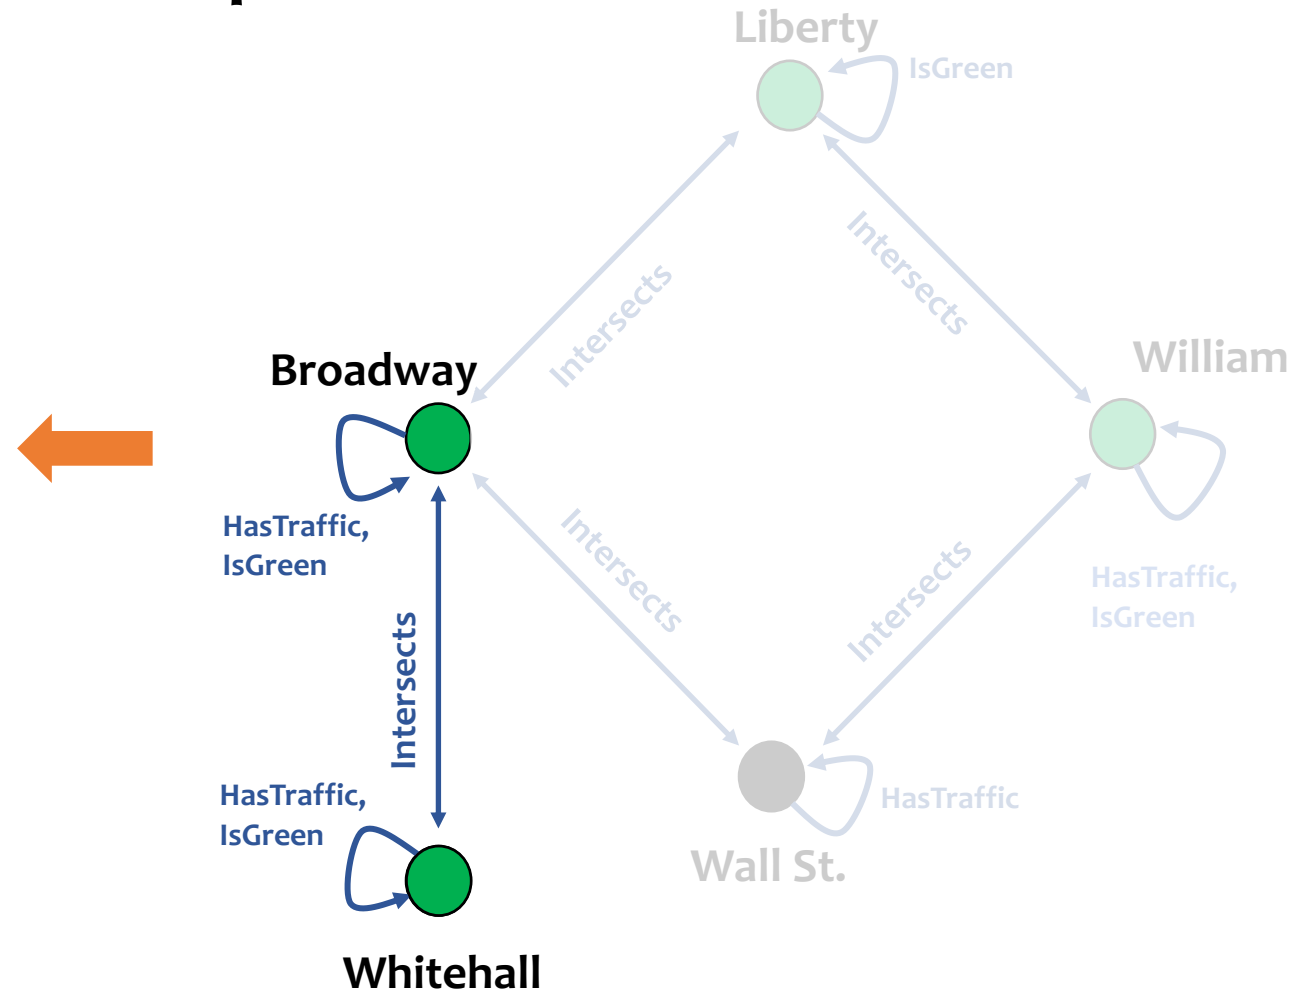 Liberty
IsGreen
Intersects
Intersects
William
Broadway
HasTraffic,
IsGreen
Intersects
Intersects
HasTraffic,
IsGreen
Intersects
HasTraffic,
IsGreen
HasTraffic
Wall St.
Whitehall